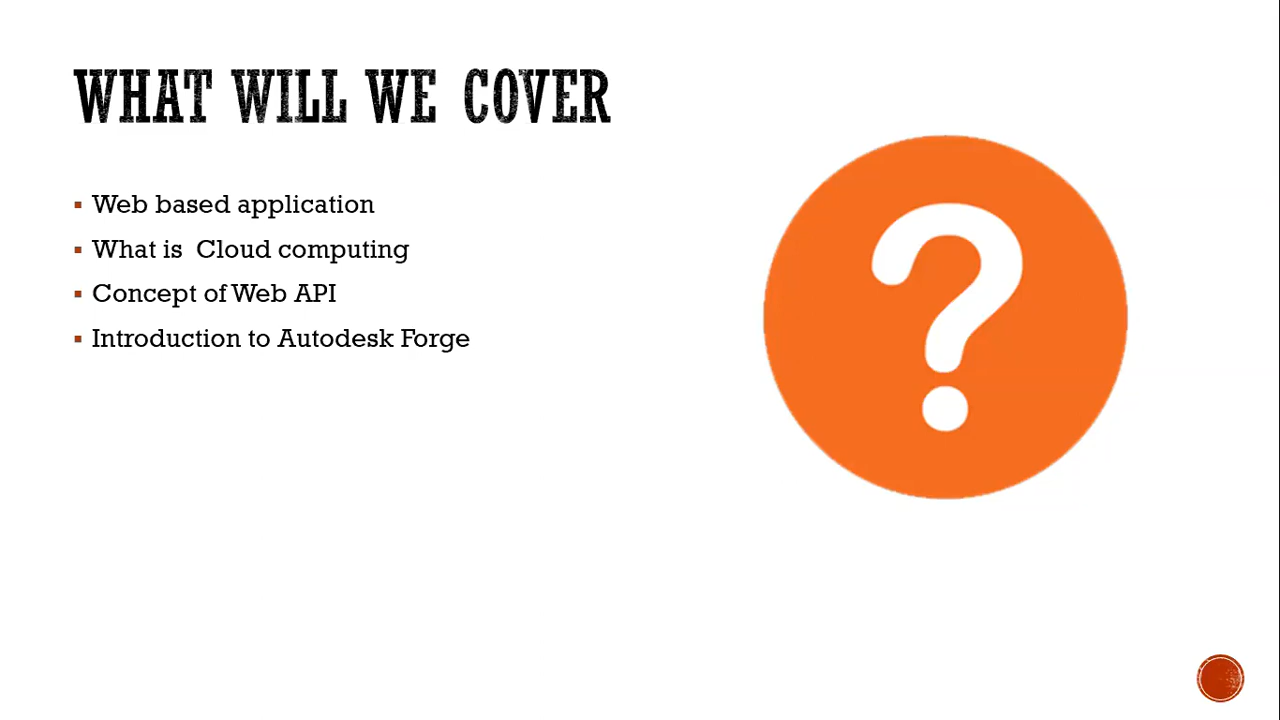 WHAT WILL WE COVER
▪ Web based application
▪ What is  Cloud computing
▪ Concept of Web API
▪ Introduction to Autodesk Forge
?